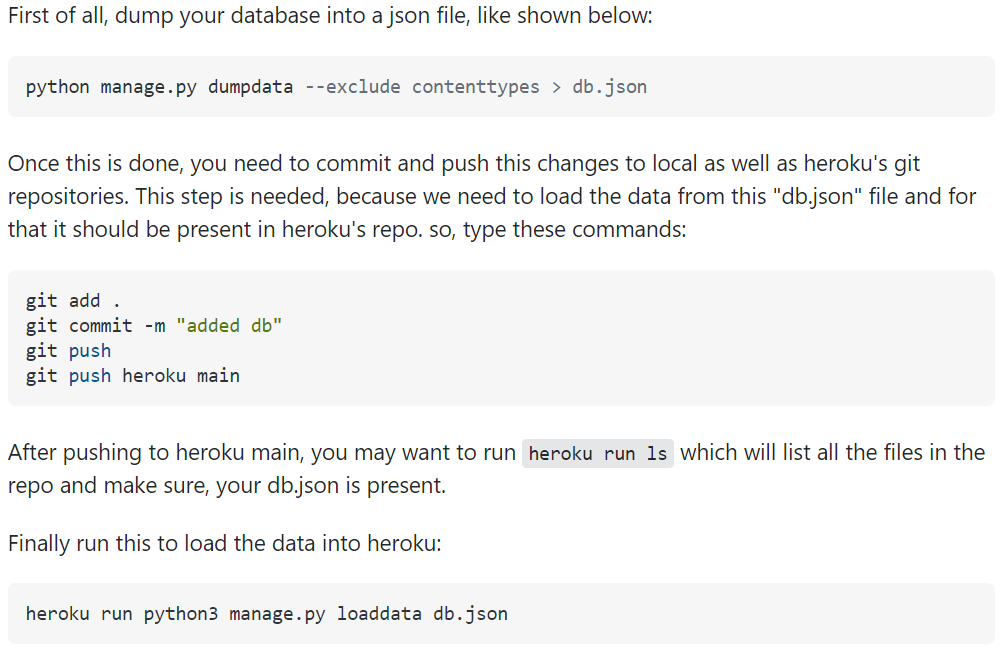 First of all, dump your database into a json file, like shown below:
python manage.py dumpdata --exclude contenttypes > db.json
Once this is done, you need to commit and push this changes to local as well as heroku's git
repositories. This step is needed, because we need to load the data from this "db.json" file and for
that it should be present in heroku's repo. so, type these commands:
git add .
git commit -m "added db"
git push
git push heroku main
After pushing to heroku main, you may want to run heroku run ls which will list all the files in the
repo and make sure, your db.json is present.
Finally run this to load the data into heroku:
heroku run python3 manage.py loaddata db.json